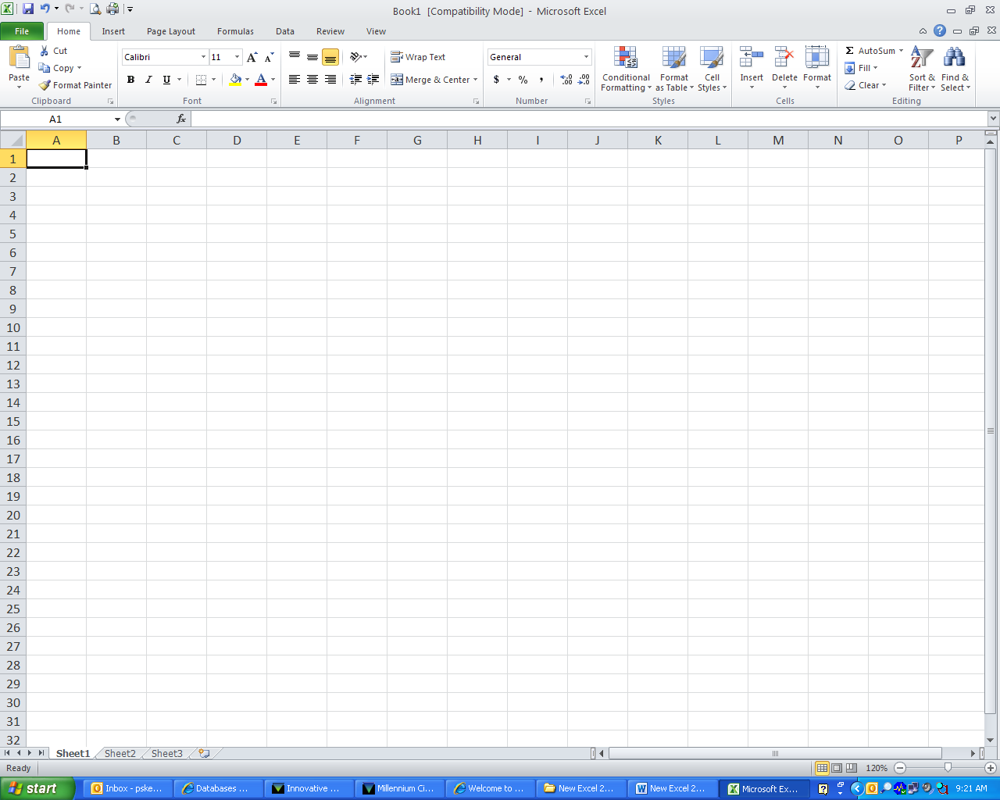 Book1 [Compatibility Mode] - Microsoft Excel
File Home Insert Page Layout Formulas Data Review View
Paste Cut Copy Format Painter Clipboard
Calibri 11 A A B I U A Font
Wrap Text Merge & Center Alignment
General $ % , .00 .00 Number
Conditional Formatting Format as Table Cell Styles Styles
Insert Delete Format Cells
Σ AutoSum Fill Clear Sort & Filter Find & Select Editing
A1 fx
A B C D E F G H I J K L M N O P
1
2
3
4
5
6
7
8
9
10
11
12
13
14
15
16
17
18
19
20
21
22
23
24
25
26
27
28
29
30
31
32
Sheet1 Sheet2 Sheet3
Ready 120%
start Inbox - pske... Databases ... Innovative ... Millennium Ci... Welcome to ... New Excel 2... New Excel 2... Microsoft Ex... 9:21 AM